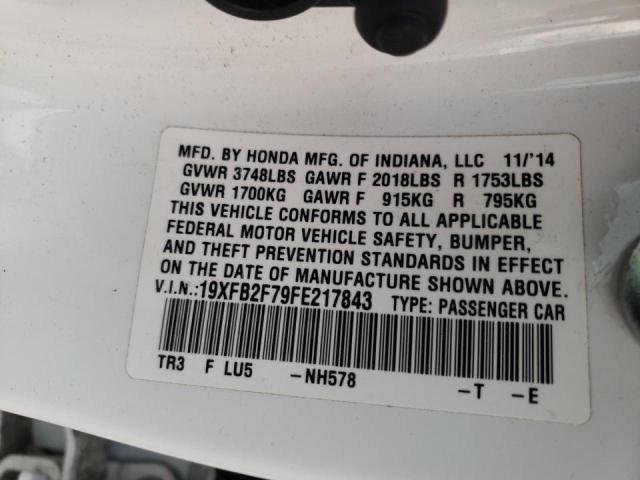 MFD. BY HONDA MFG. OF INDIANA, LLC 11/'14
GVWR 3748LBS GAWR F 2018LBS R 1753LBS
GVWR 1700KG GAWR F 915KG R 795KG
THIS VEHICLE CONFORMS TO ALL APPLICABLE
FEDERAL MOTOR VEHICLE SAFETY, BUMPER,
AND THEFT PREVENTION STANDARDS IN EFFECT
ON THE DATE OF MANUFACTURE SHOWN ABOVE.
V.I.N.:19XFB2F79FE217843 TYPE: PASSENGER CAR
TR3 F LU5 –NH578 –T –E